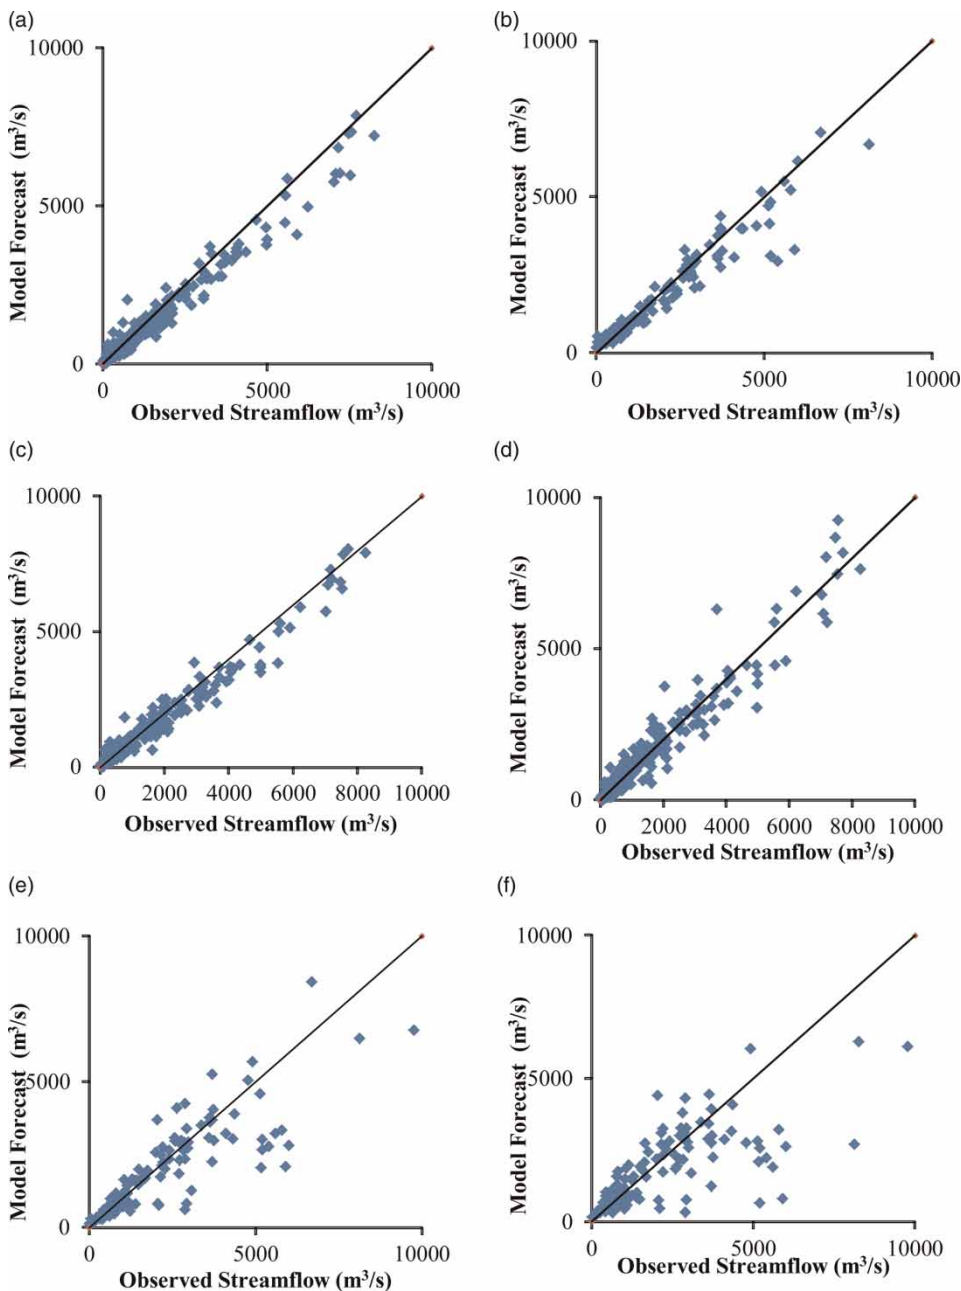 (a)
10000
Model Forecast (m³/s)
5000
0
0 5000 10000
Observed Streamflow (m³/s)
(b)
10000
Model Forecast (m³/s)
5000
0
0 5000 10000
Observed Streamflow (m³/s)
(c)
10000
Model Forecast (m³/s)
5000
0
0 2000 4000 6000 8000 10000
Observed Streamflow (m³/s)
(d)
10000
Model Forecast (m³/s)
5000
0
0 2000 4000 6000 8000 10000
Observed Streamflow (m³/s)
(e)
10000
Model Forecast (m³/s)
5000
0
0 5000 10000
Observed Streamflow (m³/s)
(f)
10000
Model Forecast (m³/s)
5000
0
0 5000 10000
Observed Streamflow (m³/s)